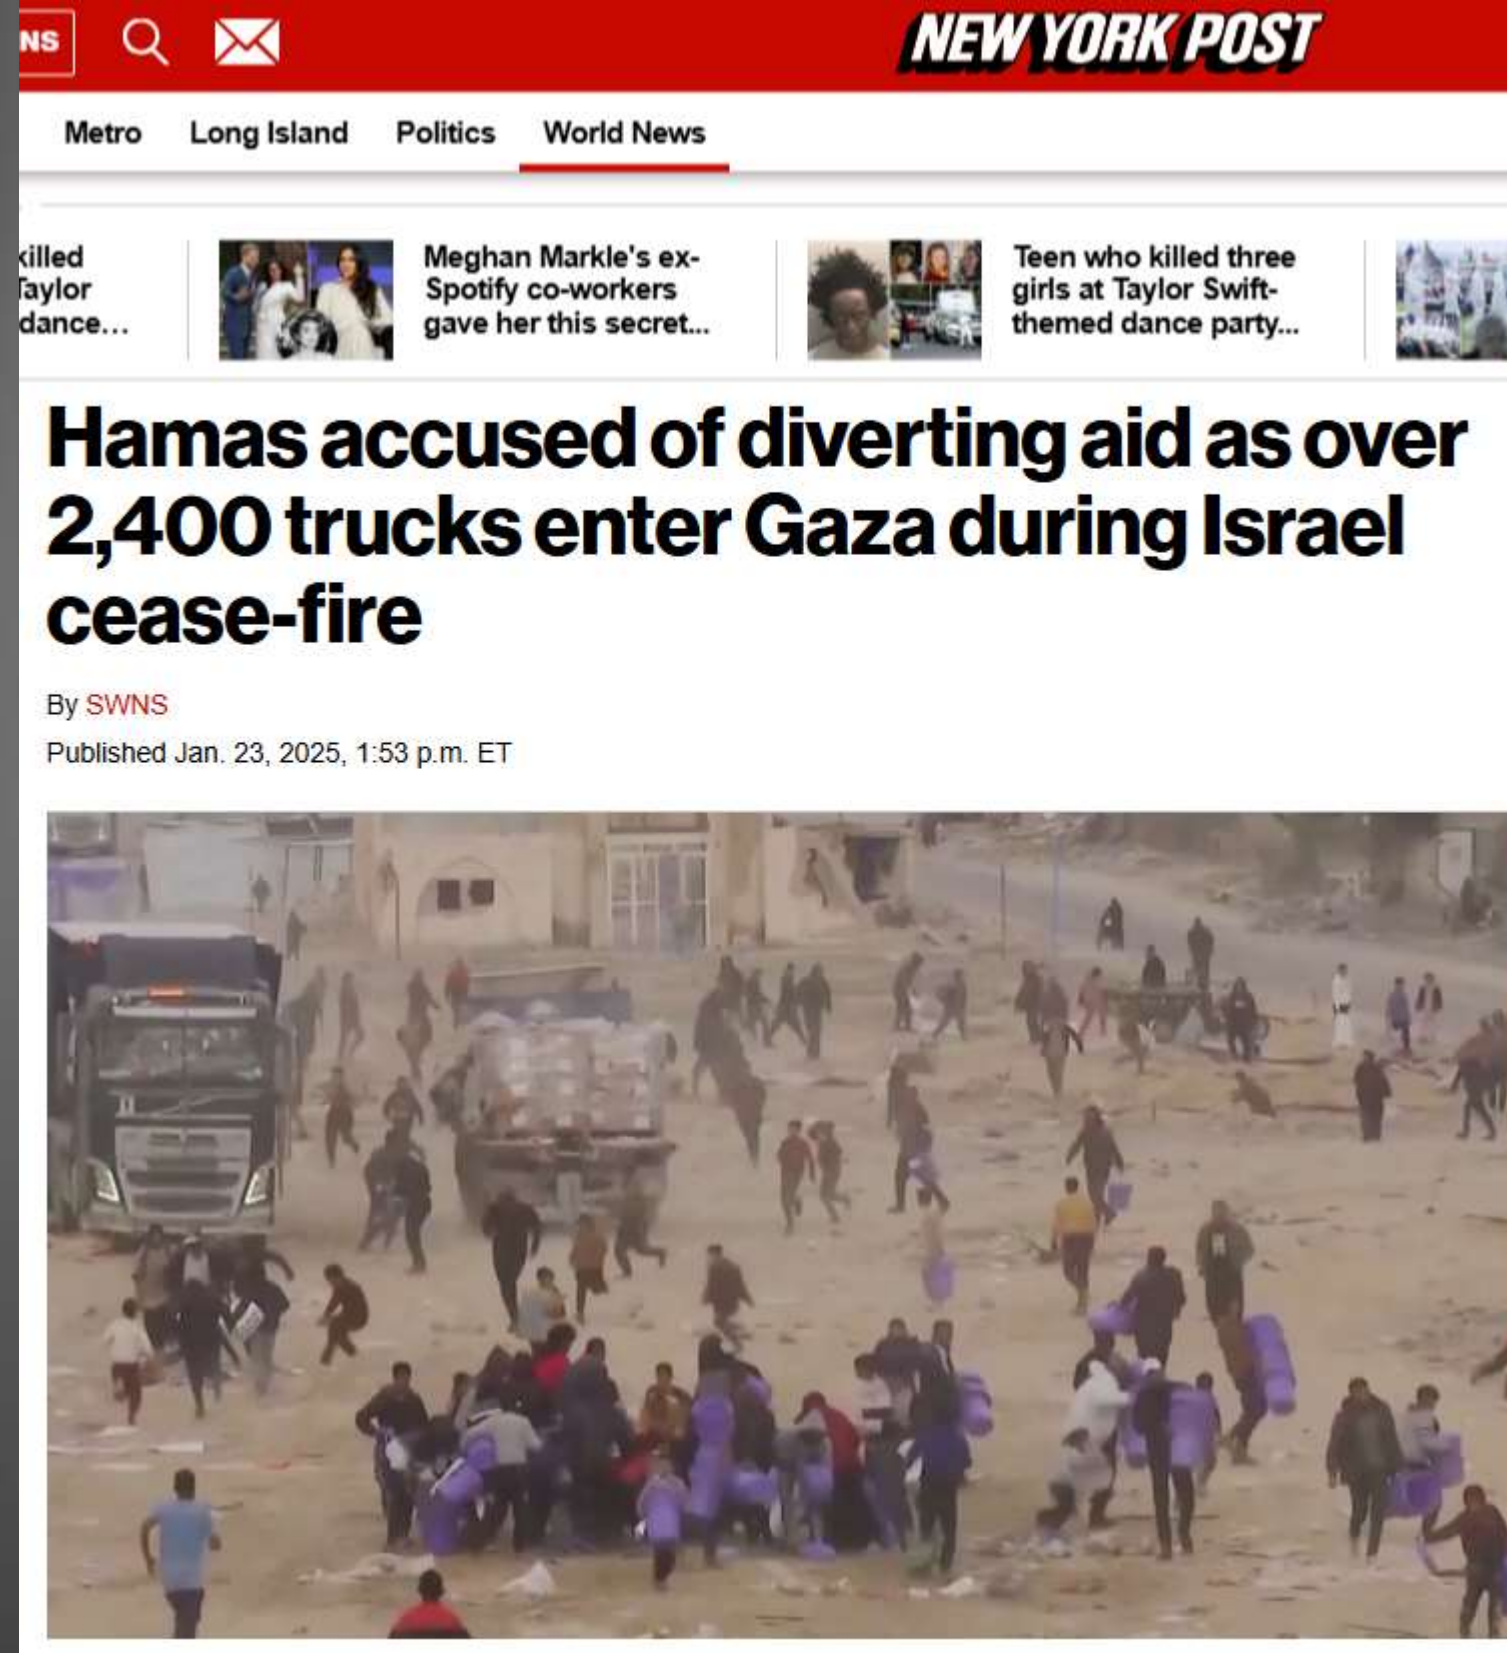 NS
NEW YORK POST
Metro Long Island Politics World News
killed
Taylor
dance...
Meghan Markle's ex-
Spotify co-workers
gave her this secret...
Teen who killed three
girls at Taylor Swift-
themed dance party...
Hamas accused of diverting aid as over
2,400 trucks enter Gaza during Israel
cease-fire
By SWNS
Published Jan. 23, 2025, 1:53 p.m. ET